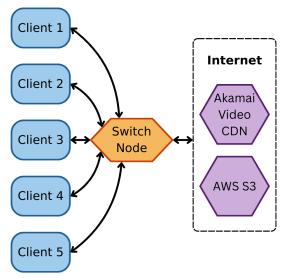 Client 1
Client 2
Client 3
Client 4
Client 5
Switch
Node
Internet
Akamai
Video
CDN
AWS S3